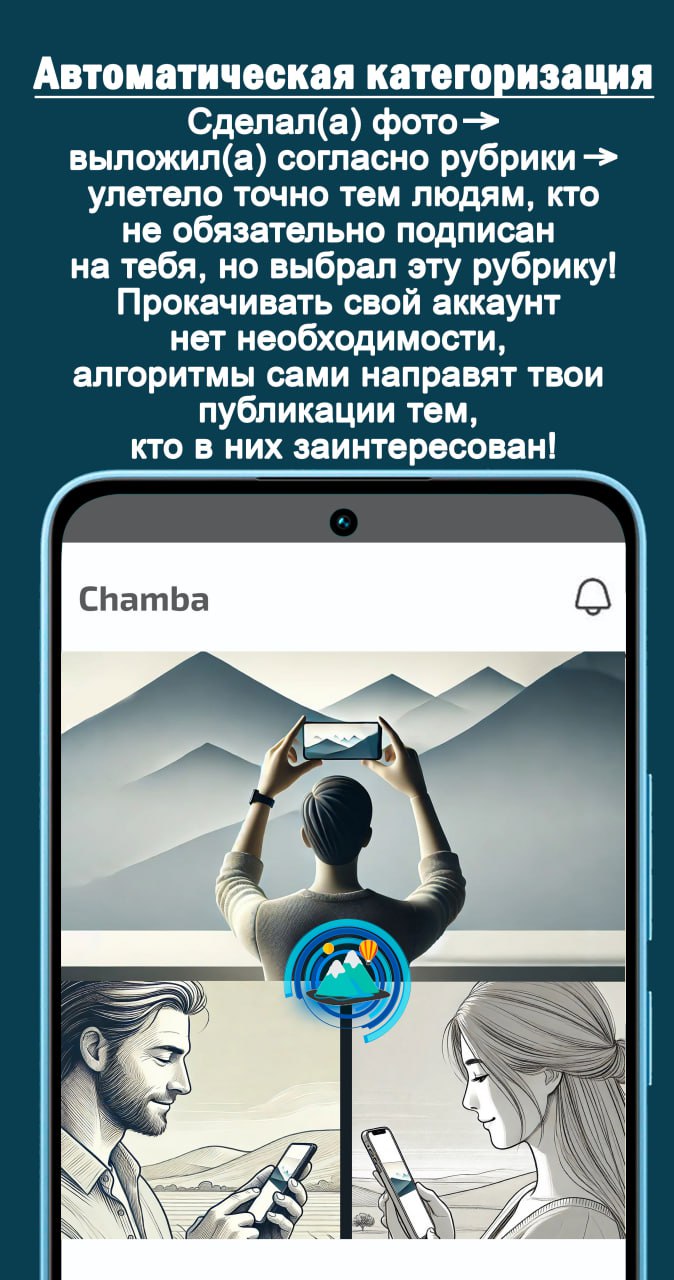 Автоматическая категоризация
Сделал(а) фото→
выложил(а) согласно рубрики→
улетело точно тем людям, кто
не обязательно подписан
на тебя, но выбрал эту рубрику!
Прокачивать свой аккаунт
нет необходимости,
алгоритмы сами направят твои
публикации тем,
кто в них заинтересован!
Chamba